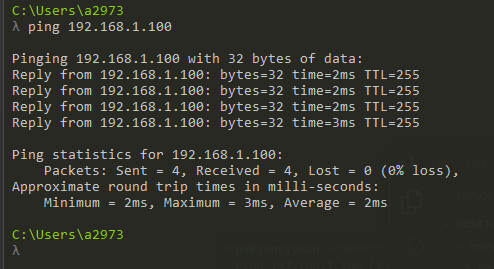 C:\Users\a2973
λ ping 192.168.1.100
Pinging 192.168.1.100 with 32 bytes of data:
Reply from 192.168.1.100: bytes=32 time=2ms TTL=255
Reply from 192.168.1.100: bytes=32 time=2ms TTL=255
Reply from 192.168.1.100: bytes=32 time=2ms TTL=255
Reply from 192.168.1.100: bytes=32 time=3ms TTL=255
Ping statistics for 192.168.1.100:
    Packets: Sent = 4, Received = 4, Lost = 0 (0% loss),
Approximate round trip times in milli-seconds:
    Minimum = 2ms, Maximum = 3ms, Average = 2ms
C:\Users\a2973
λ